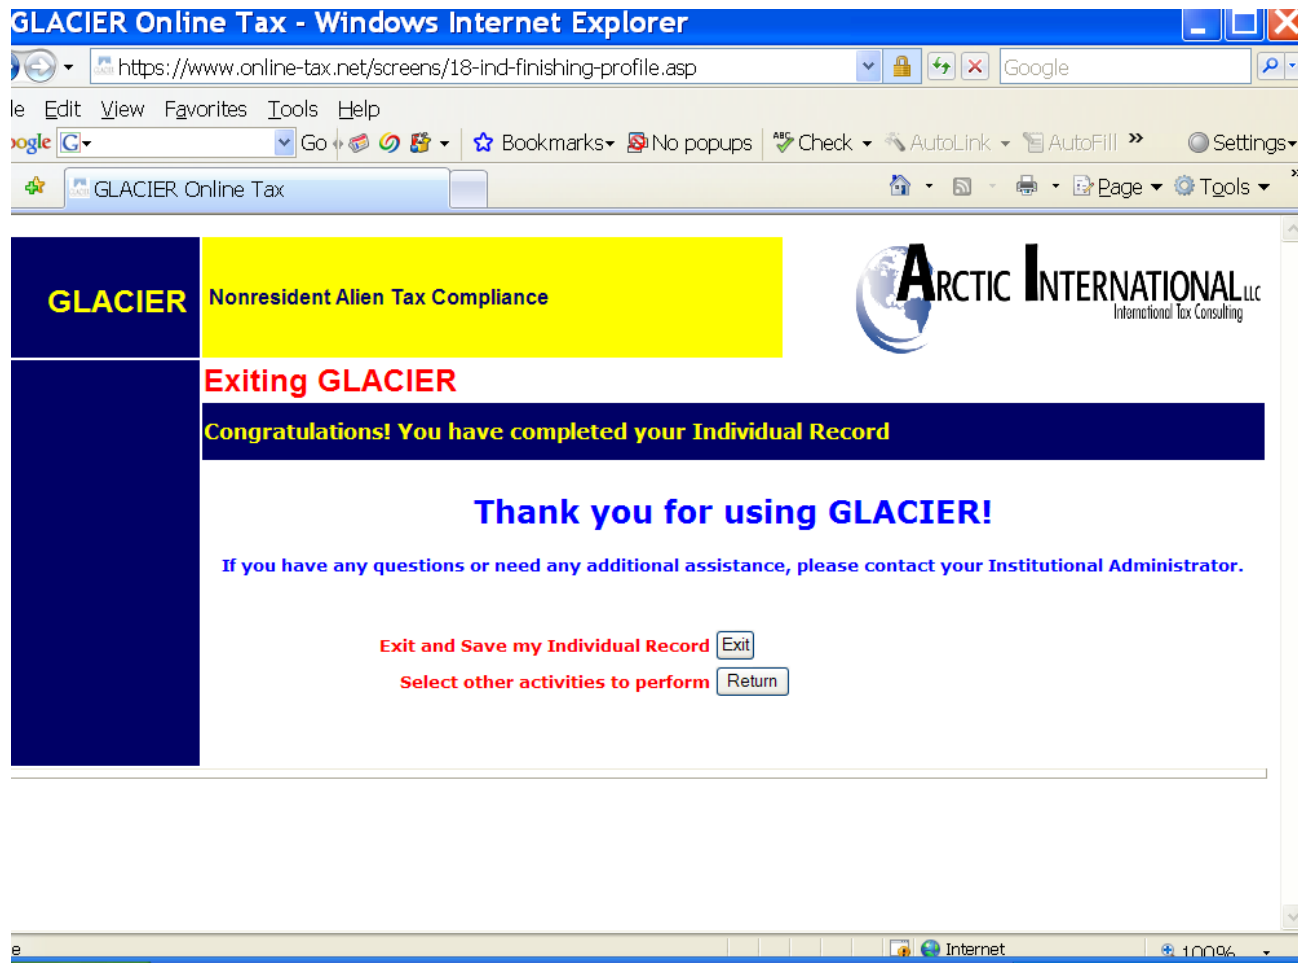 GLACIER Online Tax - Windows Internet Explorer
https://www.online-tax.net/screens/18-ind-finishing-profile.asp
Google
le Edit View Favorites Tools Help
ogle G Go Bookmarks No popups ABC Check AutoLink AutoFill » Settings
GLACIER Online Tax
Page Tools »
GLACIER
Nonresident Alien Tax Compliance
ARCTIC INTERNATIONAL LLC
International Tax Consulting
Exiting GLACIER
Congratulations! You have completed your Individual Record
Thank you for using GLACIER!
If you have any questions or need any additional assistance, please contact your Institutional Administrator.
Exit and Save my Individual Record Exit
Select other activities to perform Return
e Internet 100%